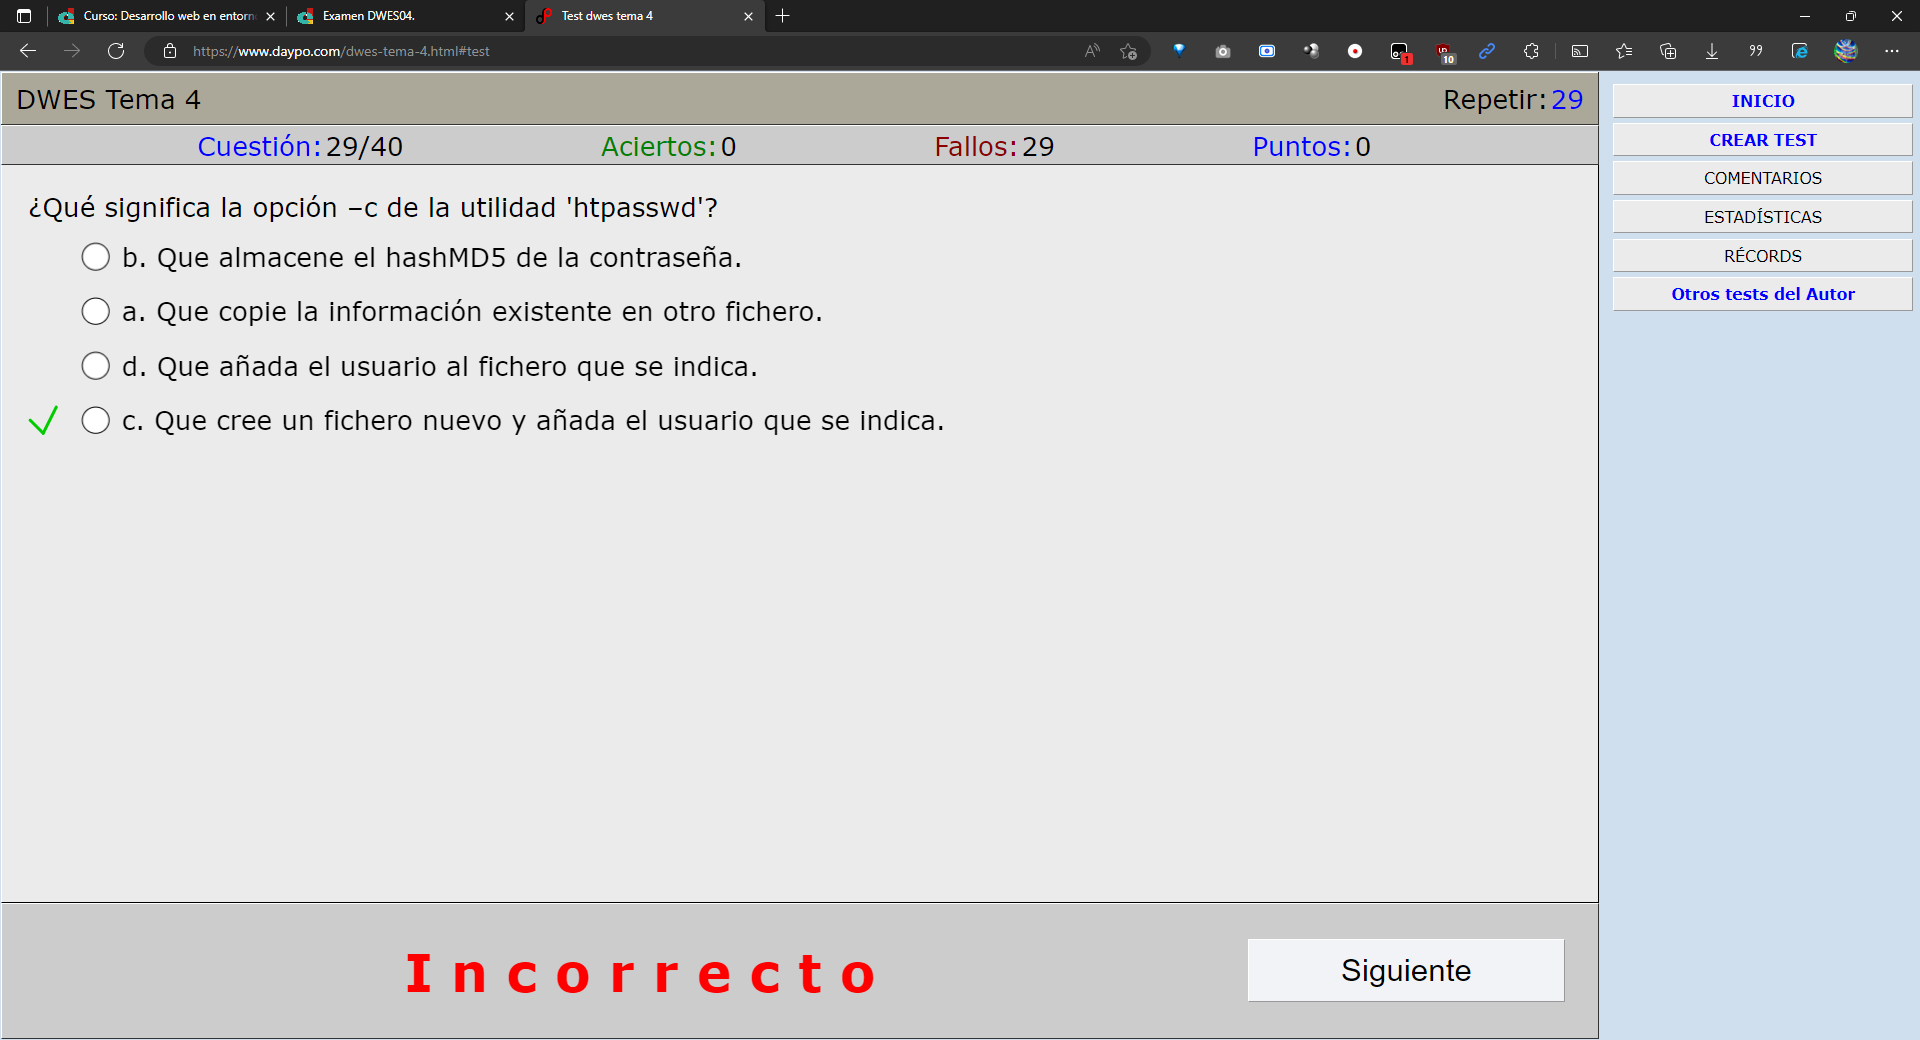 Curso: Desarrollo web en entorn
Examen DWES04.
Test dwes tema 4
https://www.daypo.com/dwes-tema-4.html#test
1
10
DWES Tema 4
Repetir: 29
Cuestión: 29/40
Aciertos: 0
Fallos: 29
Puntos: 0
¿Qué significa la opción –c de la utilidad 'htpasswd'?
b. Que almacene el hashMD5 de la contraseña.
a. Que copie la información existente en otro fichero.
d. Que añada el usuario al fichero que se indica.
c. Que cree un fichero nuevo y añada el usuario que se indica.
Incorrecto
Siguiente
INICIO
CREAR TEST
COMENTARIOS
ESTADÍSTICAS
RÉCORDS
Otros tests del Autor